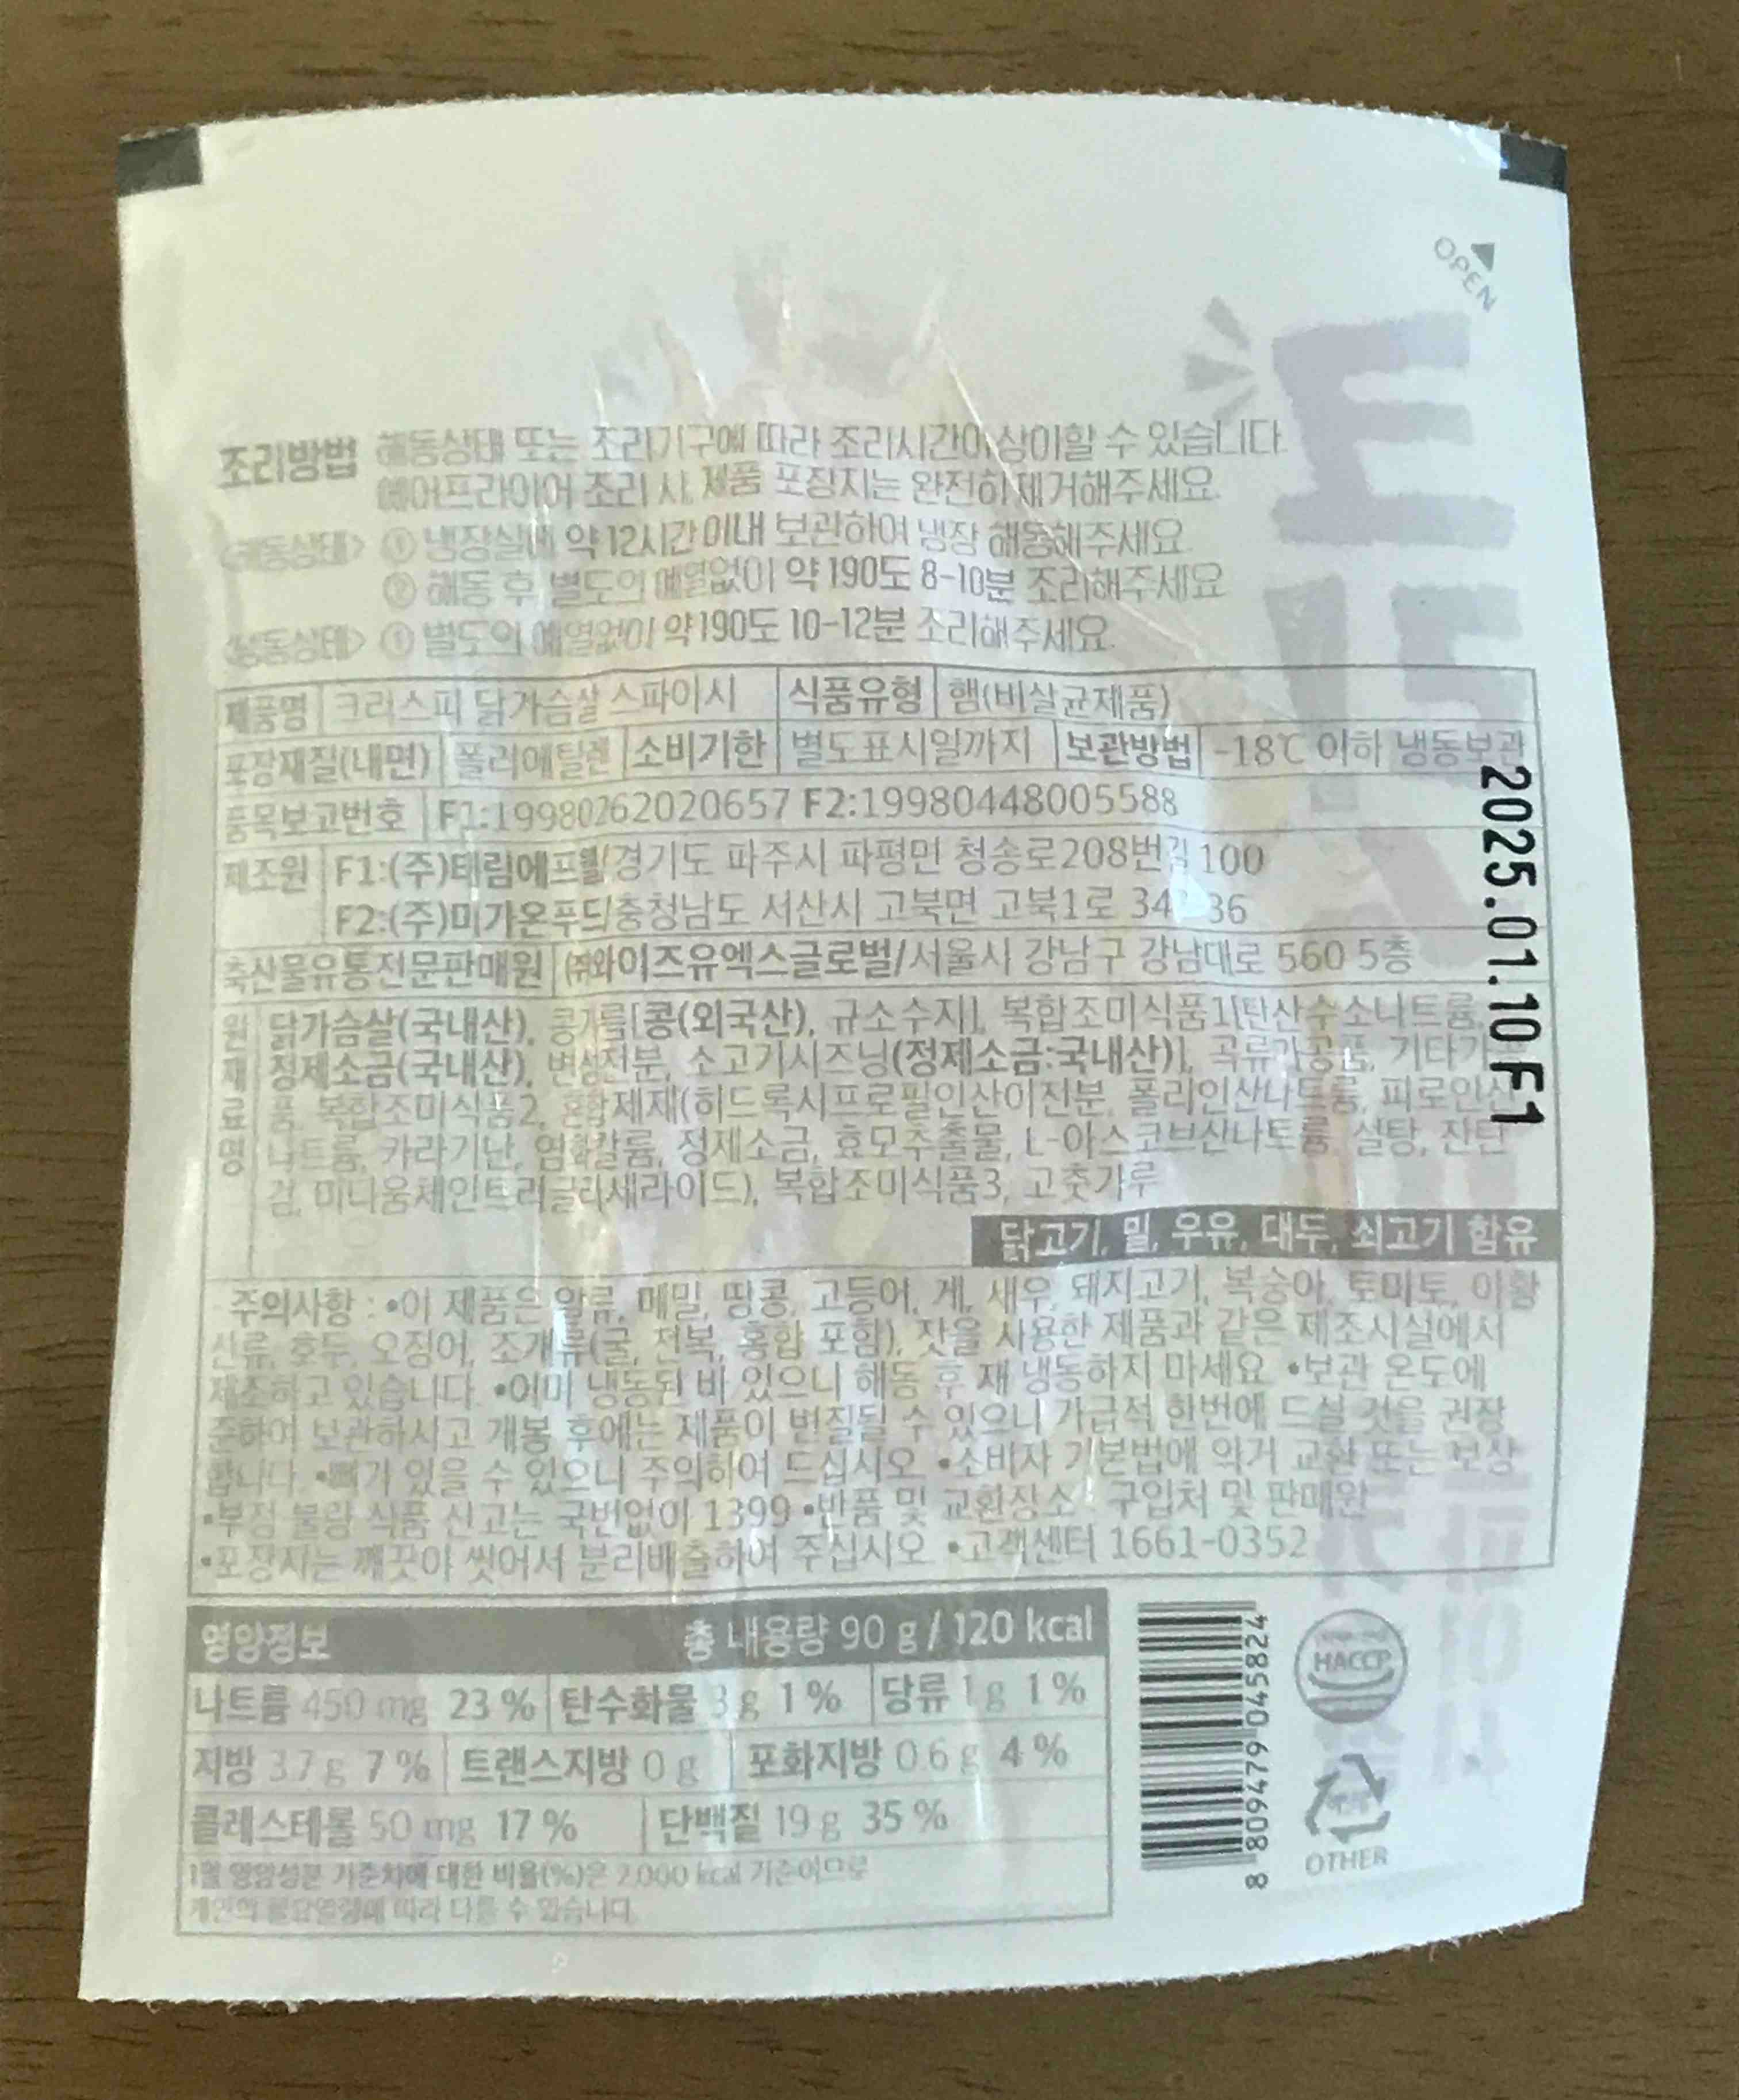 OPEN
조리방법 해동상태 또는 조리기구에 따라 조리시간이 상이할 수 있습니다.
에어프라이어 조리 시, 제품 포장지는 완전히 제거해주세요.
<해동상태> ① 냉장실에 약 12시간 이내 보관하여 냉장 해동해주세요.
② 해동 후 별도의 예열없이 약 190도 8-10분 조리해주세요
<냉동상태> ① 별도의 예열없이 약 190도 10-12분 조리해주세요.
제품명 크리스피 닭가슴살 스파이시 식품유형 햄(비살균제품)
포장재질(내면) 폴리에틸렌 소비기한 별도표시일까지 보관방법 -18℃ 이하 냉동보관
품목보고번호 F1:19980262020657 F2:19980448005588
제조원 F1:(주)태림에프웰/경기도 파주시 파평면 청송로208번길 100
F2:(주)미가온푸드/충청남도 서산시 고북면 고북1로 36
축산물유통전문판매원 ㈜와이즈유엑스글로벌/서울시 강남구 강남대로 560 5층
원재료명 닭가슴살(국내산), 콩기름[콩(외국산), 규소수지], 복합조미식품1[탄산수소나트륨,
정제소금(국내산), 변성전분, 소고기시즈닝(정제소금:국내산)], 곡류가공품, 기타가
품, 복합조미식품2, 혼합제제(히드록시프로필인산이전분, 폴리인산나트륨, 피로인산
나트륨, 카라기난, 염화칼륨, 정제소금, 효모추출물, L-아스코브산나트륨, 설탕, 잔탄
검, 미디움체인트리글리세라이드), 복합조미식품3, 고춧가루
닭고기, 밀, 우유, 대두, 쇠고기 함유
주의사항 : •이 제품은 알류, 메밀, 땅콩, 고등어, 게, 새우, 돼지고기, 복숭아, 토마토, 아황
산류, 호두, 오징어, 조개류(굴, 전복, 홍합 포함), 잣을 사용한 제품과 같은 제조시설에서
제조하고 있습니다. •이미 냉동된 바 있으니 해동 후 재 냉동하지 마세요 •보관 온도에
준하여 보관하시고 개봉 후에는 제품이 변질될 수 있으니 가급적 한번에 드실 것을 권장
합니다. •뼈가 있을 수 있으니 주의하여 드십시오 •소비자 기본법에 의거 교환 또는 보상
•부정 불량 식품 신고는 국번없이 1399 •반품 및 교환장소 : 구입처 및 판매원
•포장지는 깨끗이 씻어서 분리배출하여 주십시오 •고객센터 1661-0352
2025.01.10 F1
영양정보 총 내용량 90 g / 120 kcal
나트륨 450 mg 23 % 탄수화물 3 g 1 % 당류 1 g 1 %
지방 3.7 g 7 % 트랜스지방 0 g 포화지방 0.6 g 4 %
콜레스테롤 50 mg 17 % 단백질 19 g 35 %
1일 영양성분 기준치에 대한 비율(%)은 2,000 kcal 기준이므로
개인의 필요열량에 따라 다를 수 있습니다.
8 809479 045824
HACCP
OTHER